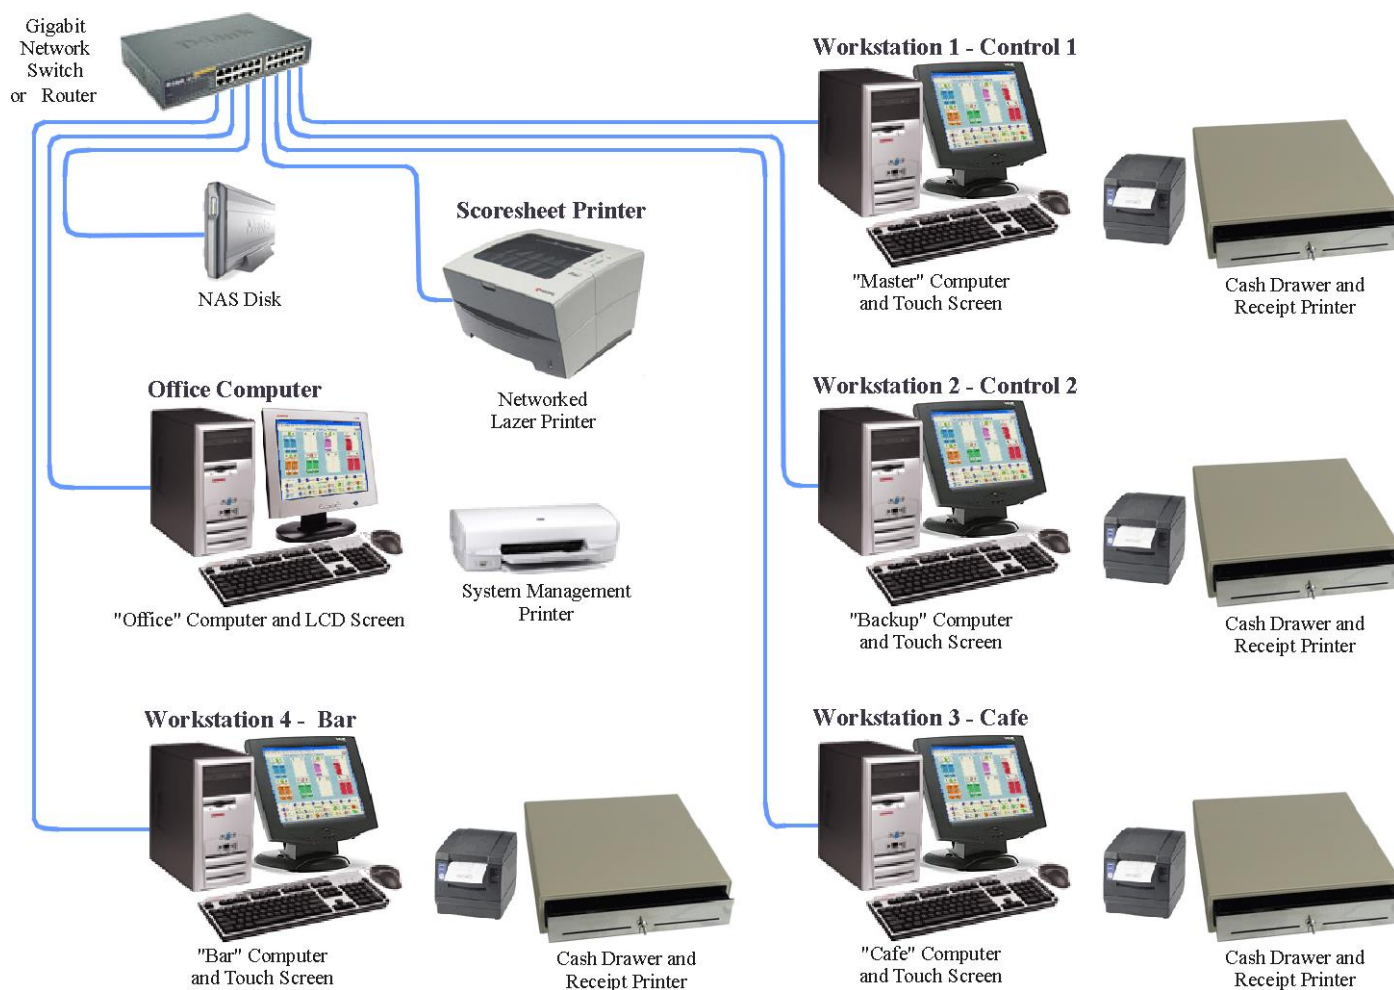 Gigabit
Network
Switch
or Router
D-Link
NAS Disk
Scoresheet Printer
Networked
Lazer Printer
Office Computer
"Office" Computer and LCD Screen
System Management
Printer
Workstation 4 - Bar
"Bar" Computer
and Touch Screen
Cash Drawer and
Receipt Printer
Workstation 1 - Control 1
"Master" Computer
and Touch Screen
Cash Drawer and
Receipt Printer
Workstation 2 - Control 2
"Backup" Computer
and Touch Screen
Cash Drawer and
Receipt Printer
Workstation 3 - Cafe
"Cafe" Computer
and Touch Screen
Cash Drawer and
Receipt Printer